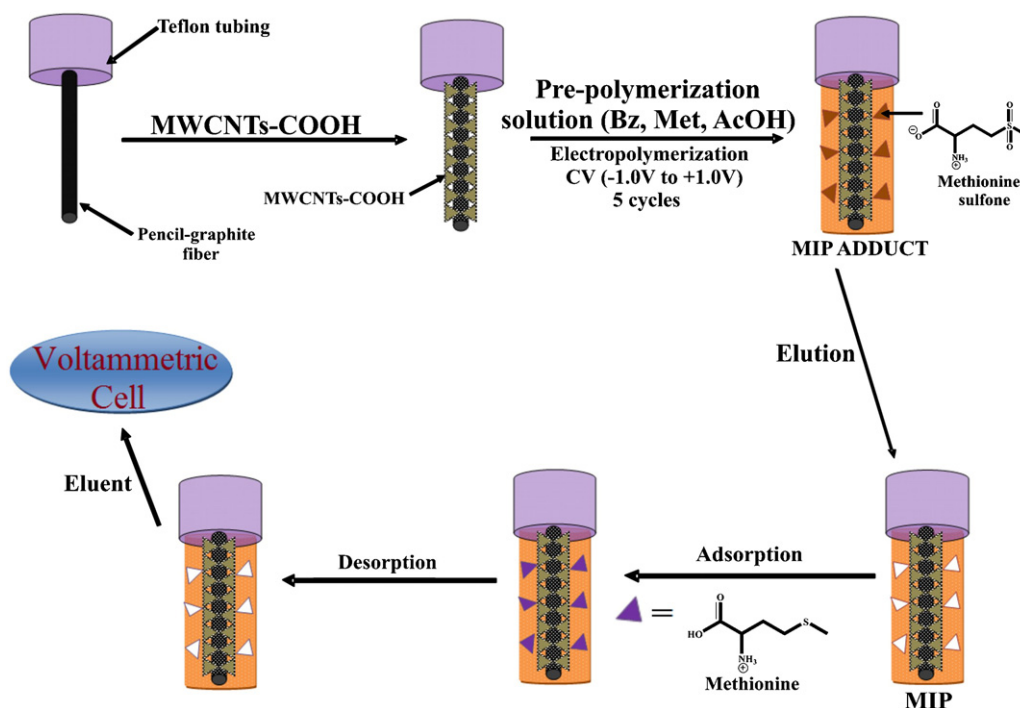 Teflon tubing
MWCNTs-COOH
Pencil-graphite
fiber
MWCNTs-COOH
Pre-polymerization
solution (Bz, Met, AcOH)
Electropolymerization
CV (-1.0V to +1.0V)
5 cycles
O
⊖O
NH₃
⊕
O
S
O
Methionine
sulfone
MIP ADDUCT
Elution
Voltammetric
Cell
Eluent
Desorption
Adsorption
=
O
HO
S
NH₃
⊕
Methionine
MIP